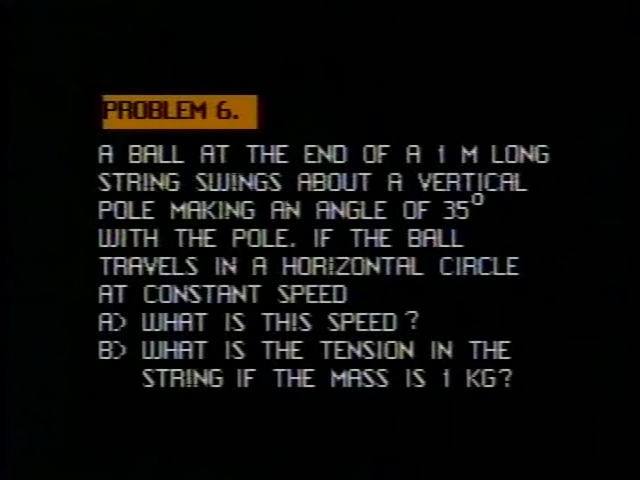 PROBLEM 6.
A BALL AT THE END OF A 1 M LONG
STRING SWINGS ABOUT A VERTICAL
POLE MAKING AN ANGLE OF 35°
WITH THE POLE. IF THE BALL
TRAVELS IN A HORIZONTAL CIRCLE
AT CONSTANT SPEED
A) WHAT IS THIS SPEED?
B) WHAT IS THE TENSION IN THE
STRING IF THE MASS IS 1 KG?